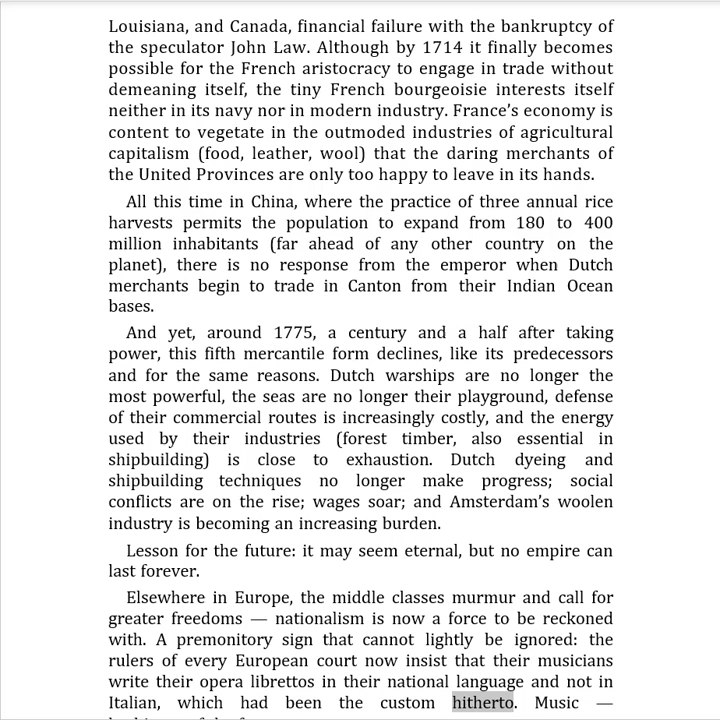 Louisiana, and Canada, financial failure with the bankruptcy of
the speculator John Law. Although by 1714 it finally becomes
possible for the French aristocracy to engage in trade without
demeaning itself, the tiny French bourgeoisie interests itself
neither in its navy nor in modern industry. France’s economy is
content to vegetate in the outmoded industries of agricultural
capitalism (food, leather, wool) that the daring merchants of
the United Provinces are only too happy to leave in its hands.
All this time in China, where the practice of three annual rice
harvests permits the population to expand from 180 to 400
million inhabitants (far ahead of any other country on the
planet), there is no response from the emperor when Dutch
merchants begin to trade in Canton from their Indian Ocean
bases.
And yet, around 1775, a century and a half after taking
power, this fifth mercantile form declines, like its predecessors
and for the same reasons. Dutch warships are no longer the
most powerful, the seas are no longer their playground, defense
of their commercial routes is increasingly costly, and the energy
used by their industries (forest timber, also essential in
shipbuilding) is close to exhaustion. Dutch dyeing and
shipbuilding techniques no longer make progress; social
conflicts are on the rise; wages soar; and Amsterdam’s woolen
industry is becoming an increasing burden.
Lesson for the future: it may seem eternal, but no empire can
last forever.
Elsewhere in Europe, the middle classes murmur and call for
greater freedoms — nationalism is now a force to be reckoned
with. A premonitory sign that cannot lightly be ignored: the
rulers of every European court now insist that their musicians
write their opera librettos in their national language and not in
Italian, which had been the custom hitherto. Music —